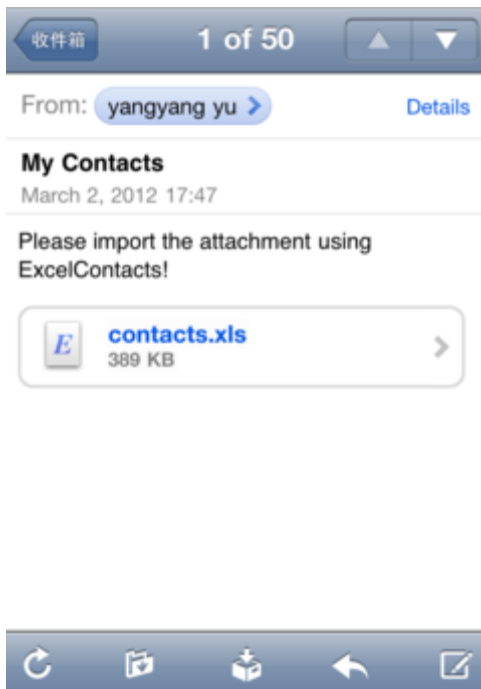 收件箱
1 of 50
From: yangyang yu
Details
My Contacts
March 2, 2012 17:47
Please import the attachment using
ExcelContacts!
E
contacts.xls
389 KB